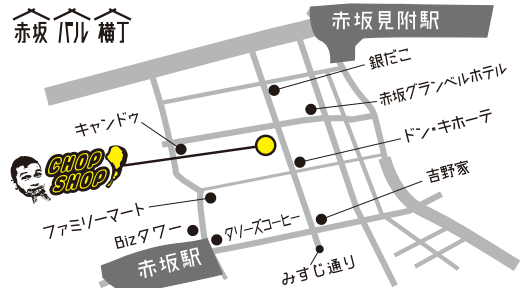 赤坂 バル 横丁
赤坂見附駅
銀だこ
赤坂グランベルホテル
キャンドゥ
ドン・キホーテ
CHOP
SHOP
吉野家
ファミリーマート
Bizタワー
タリーズコーヒー
赤坂駅
みすじ通り